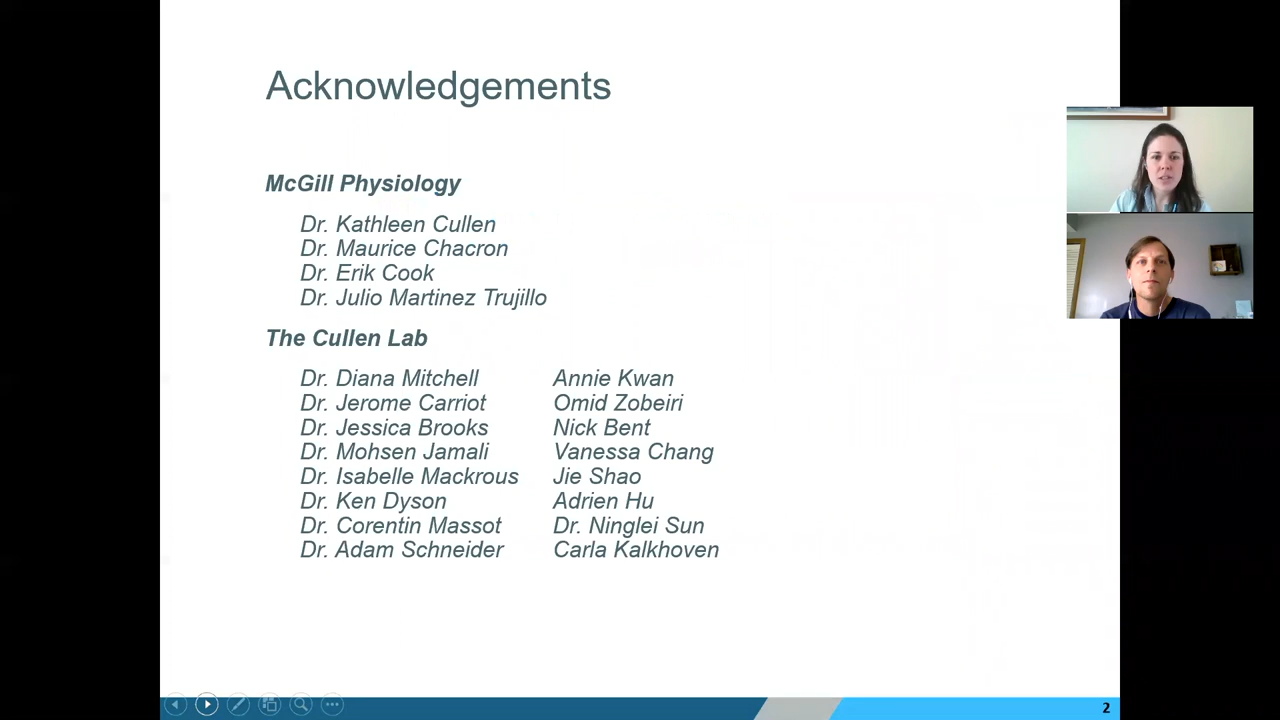 Acknowledgements
McGill Physiology
Dr. Kathleen Cullen
Dr. Maurice Chacron
Dr. Erik Cook
Dr. Julio Martinez Trujillo
The Cullen Lab
Dr. Diana Mitchell
Dr. Jerome Carriot
Dr. Jessica Brooks
Dr. Mohsen Jamali
Dr. Isabelle Mackrous
Dr. Ken Dyson
Dr. Corentin Massot
Dr. Adam Schneider
Annie Kwan
Omid Zobeiri
Nick Bent
Vanessa Chang
Jie Shao
Adrien Hu
Dr. Ninglei Sun
Carla Kalkhoven
2